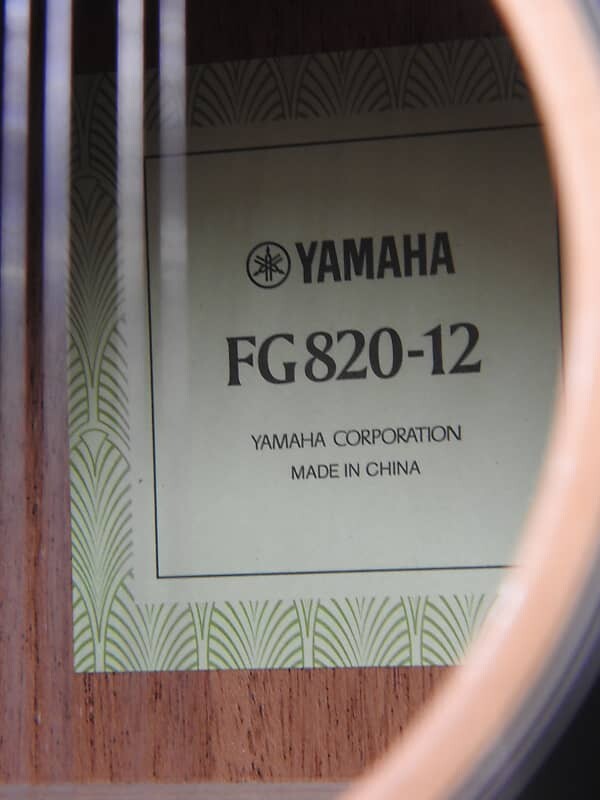 YAMAHA
FG820-12
YAMAHA CORPORATION
MADE IN CHINA